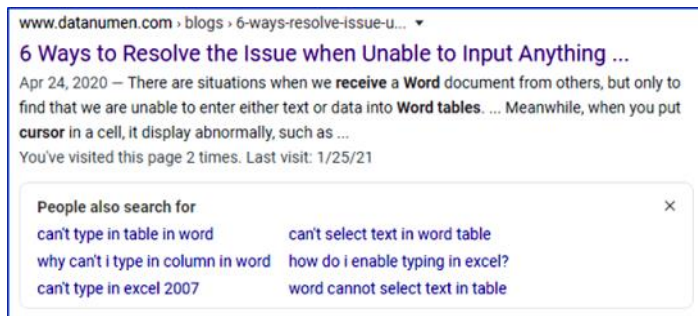 www.datanumen.com › blogs › 6-ways-resolve-issue-u...
6 Ways to Resolve the Issue when Unable to Input Anything ...
Apr 24, 2020 — There are situations when we receive a Word document from others, but only to
find that we are unable to enter either text or data into Word tables. ... Meanwhile, when you put
cursor in a cell, it display abnormally, such as ...
You've visited this page 2 times. Last visit: 1/25/21
People also search for
can't type in table in word
can't select text in word table
why can't i type in column in word
how do i enable typing in excel?
can't type in excel 2007
word cannot select text in table